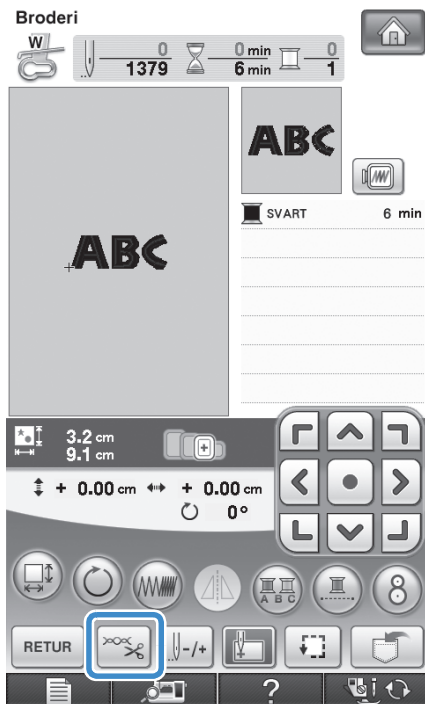 Broderi
W
0
1379
0 min
6 min
0
1
ABC
ABC
SVART 6 min
3.2 cm
9.1 cm
+ 0.00 cm + 0.00 cm
0°
A B C
8
RETUR
-/+
?